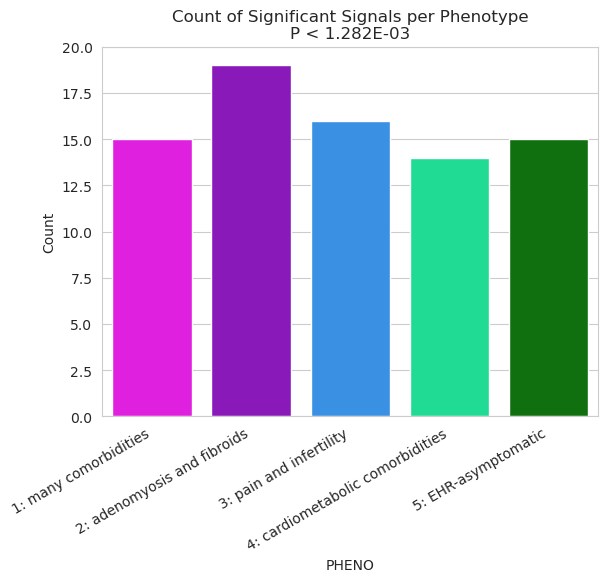 Count of Significant Signals per Phenotype
P < 1.282E-03
20.0
17.5
15.0
12.5
10.0
7.5
5.0
2.5
0.0
Count
1: many comorbidities
2: adenomyosis and fibroids
3: pain and infertility
4: cardiometabolic comorbidities
5: EHR-asymptomatic
PHENO